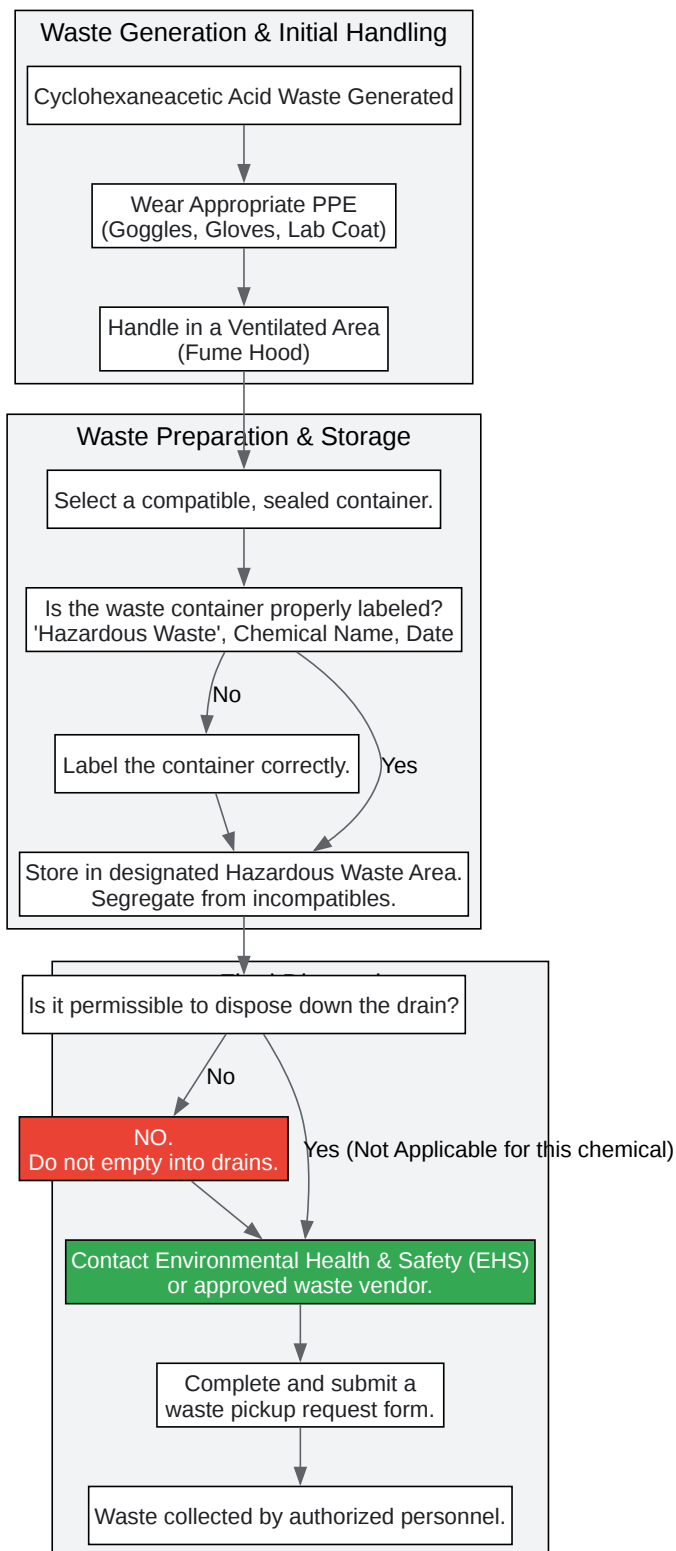 Waste Generation & Initial Handling
Cyclohexaneacetic Acid Waste Generated
Wear Appropriate PPE
(Goggles, Gloves, Lab Coat)
Handle in a Ventilated Area
(Fume Hood)
Waste Preparation & Storage
Select a compatible, sealed container.
Is the waste container properly labeled?
'Hazardous Waste', Chemical Name, Date
No
Label the container correctly.
Yes
Store in designated Hazardous Waste Area.
Segregate from incompatibles.
Is it permissible to dispose down the drain?
No
NO.
Do not empty into drains.
Yes (Not Applicable for this chemical)
Contact Environmental Health & Safety (EHS)
or approved waste vendor.
Complete and submit a
waste pickup request form.
Waste collected by authorized personnel.